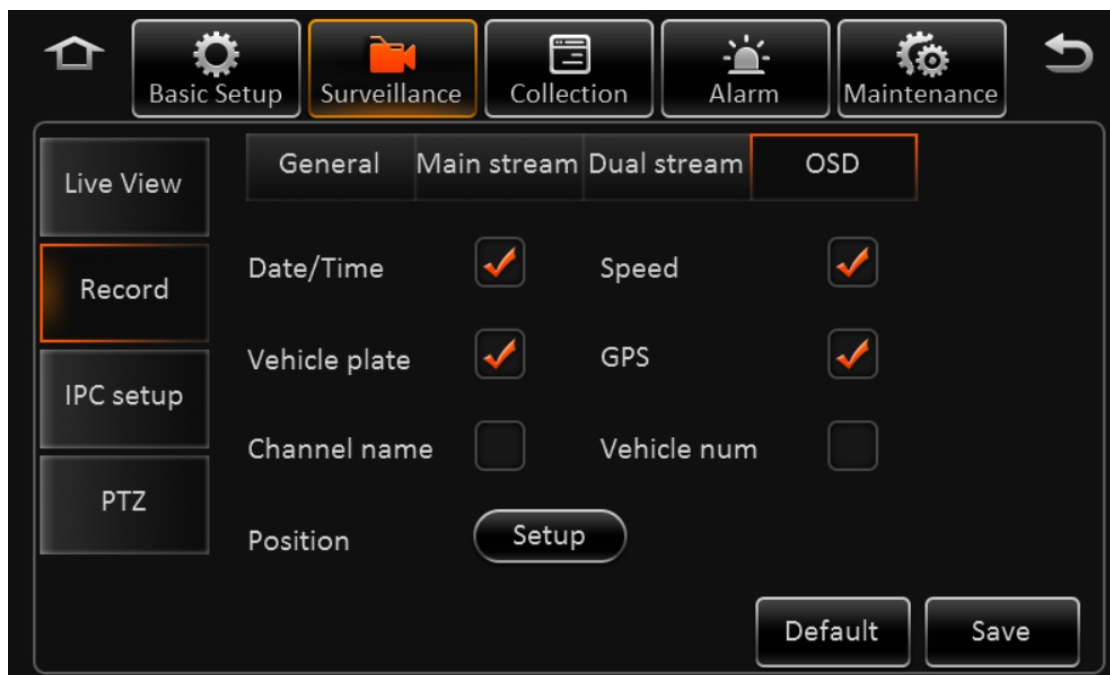 Basic Setup Surveillance Collection Alarm Maintenance
General Main stream Dual stream OSD
Live View
Date/Time Speed
Record
Vehicle plate GPS
IPC setup
Channel name Vehicle num
PTZ
Position Setup
Default Save